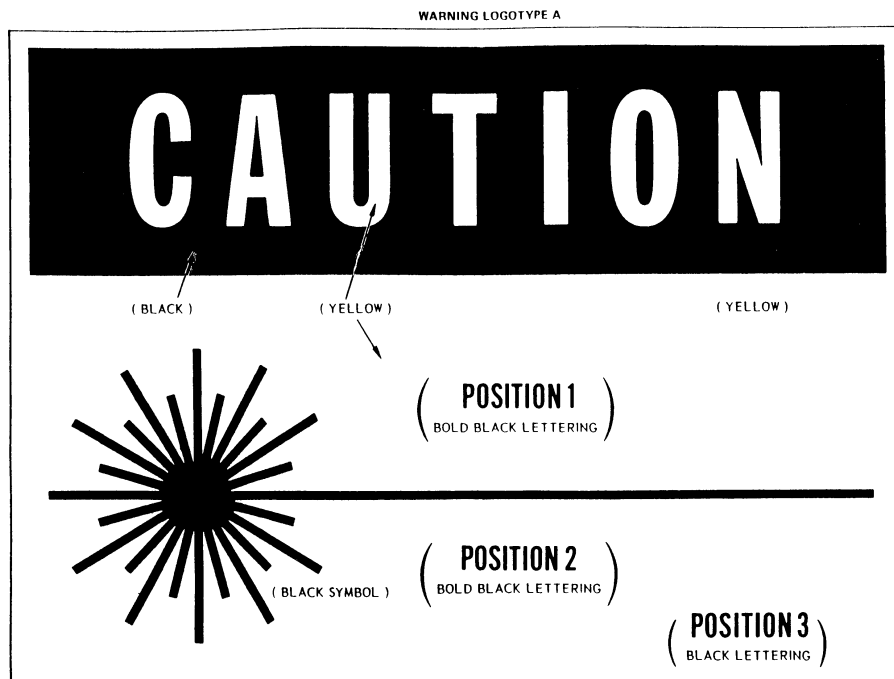 WARNING LOGOTYPE A
CAUTION
( BLACK ) ( YELLOW ) ( YELLOW )
( POSITION 1
BOLD BLACK LETTERING )
( BLACK SYMBOL )
( POSITION 2
BOLD BLACK LETTERING )
( POSITION 3
BLACK LETTERING )